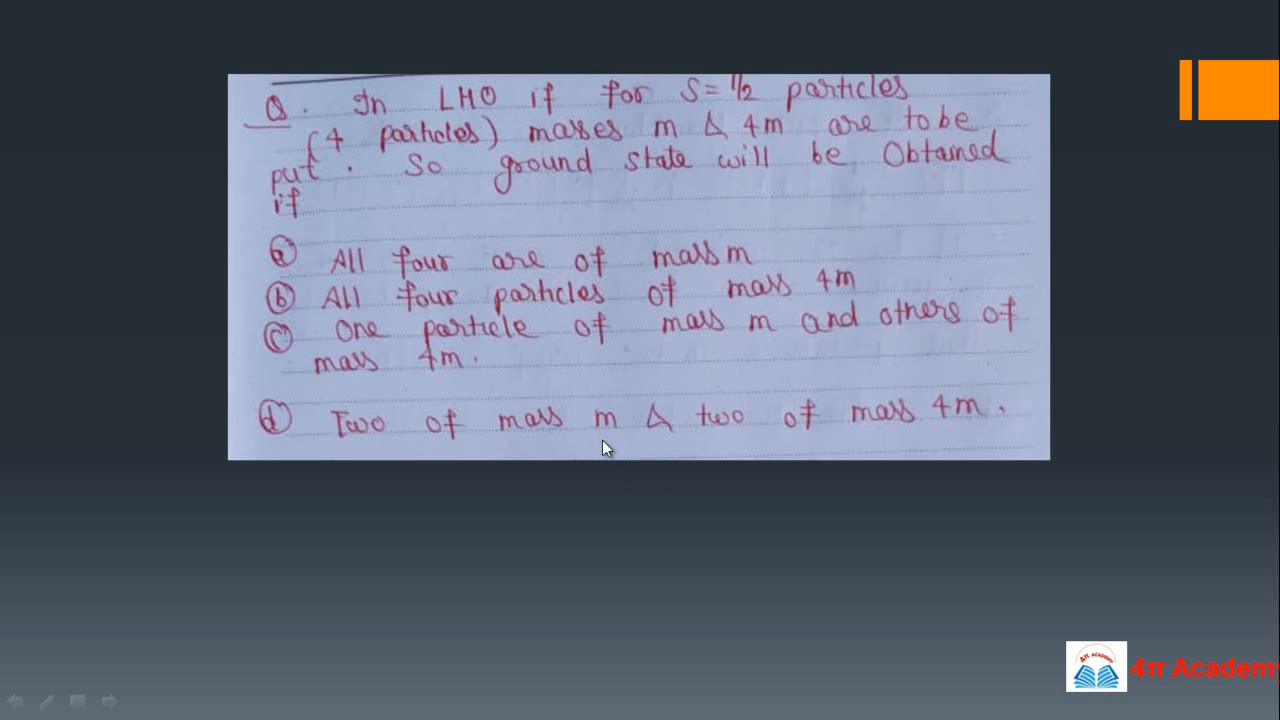 Q. In LHO if for S=1/2 particles
(4 particles) masses m & 4m are to be
put. So ground state will be Obtained
if
(a) All four are of mass m
(b) All four particles of mass 4m
(c) One particle of mass m and others of
mass 4m.
(d) Two of mass m & two of mass 4m.
4π ACADEMY
4π Academy